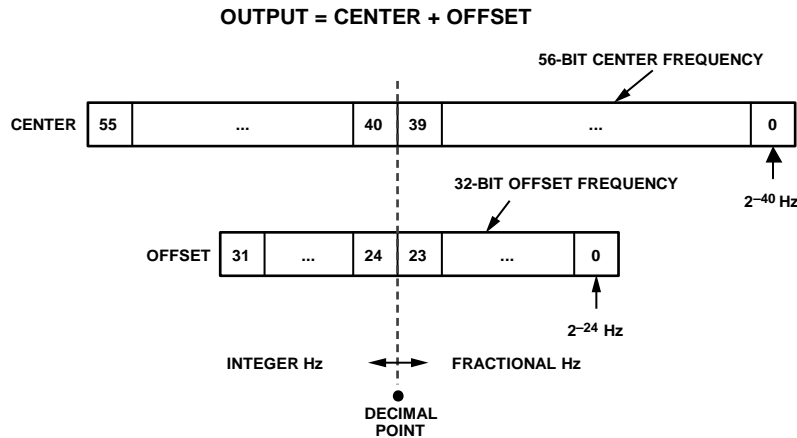 OUTPUT = CENTER + OFFSET
56-BIT CENTER FREQUENCY
CENTER 55 ... 40 39 ... 0
32-BIT OFFSET FREQUENCY
2–40 Hz
OFFSET 31 ... 24 23 ... 0
2–24 Hz
INTEGER Hz FRACTIONAL Hz
DECIMAL
POINT